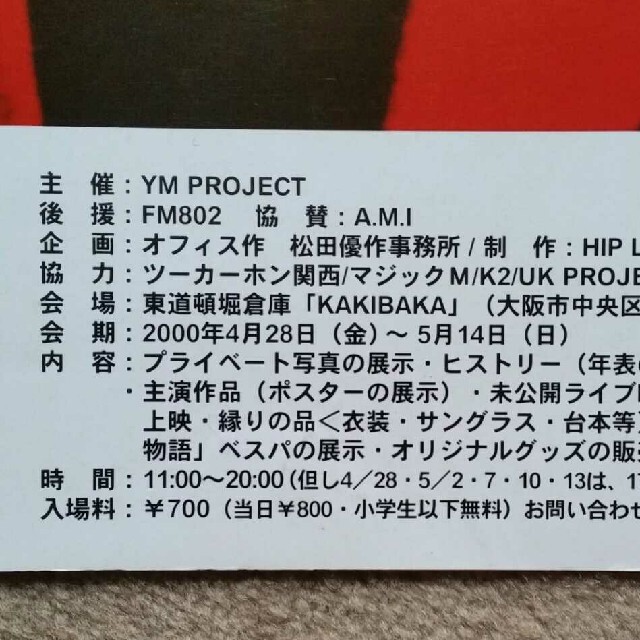 主 催：YM PROJECT
後 援：FM802 協 賛：A.M.I
企 画：オフィス作 松田優作事務所 / 制 作：HIP L
協 力：ツーカーホン関西/マジックM/K2/UK PROJE
会 場：東道頓堀倉庫「KAKIBAKA」（大阪市中央区
会 期：2000年4月28日（金）〜 5月14日（日）
内 容：プライベート写真の展示・ヒストリー（年表の
・主演作品（ポスターの展示）・未公開ライブ
上映・縁りの品＜衣装・サングラス・台本等
物語」ベスパの展示・オリジナルグッズの販売
時 間：11:00〜20:00（但し4／28・5／2・7・10・13は、17
入場料：￥700（当日￥800・小学生以下無料）お問い合わせ